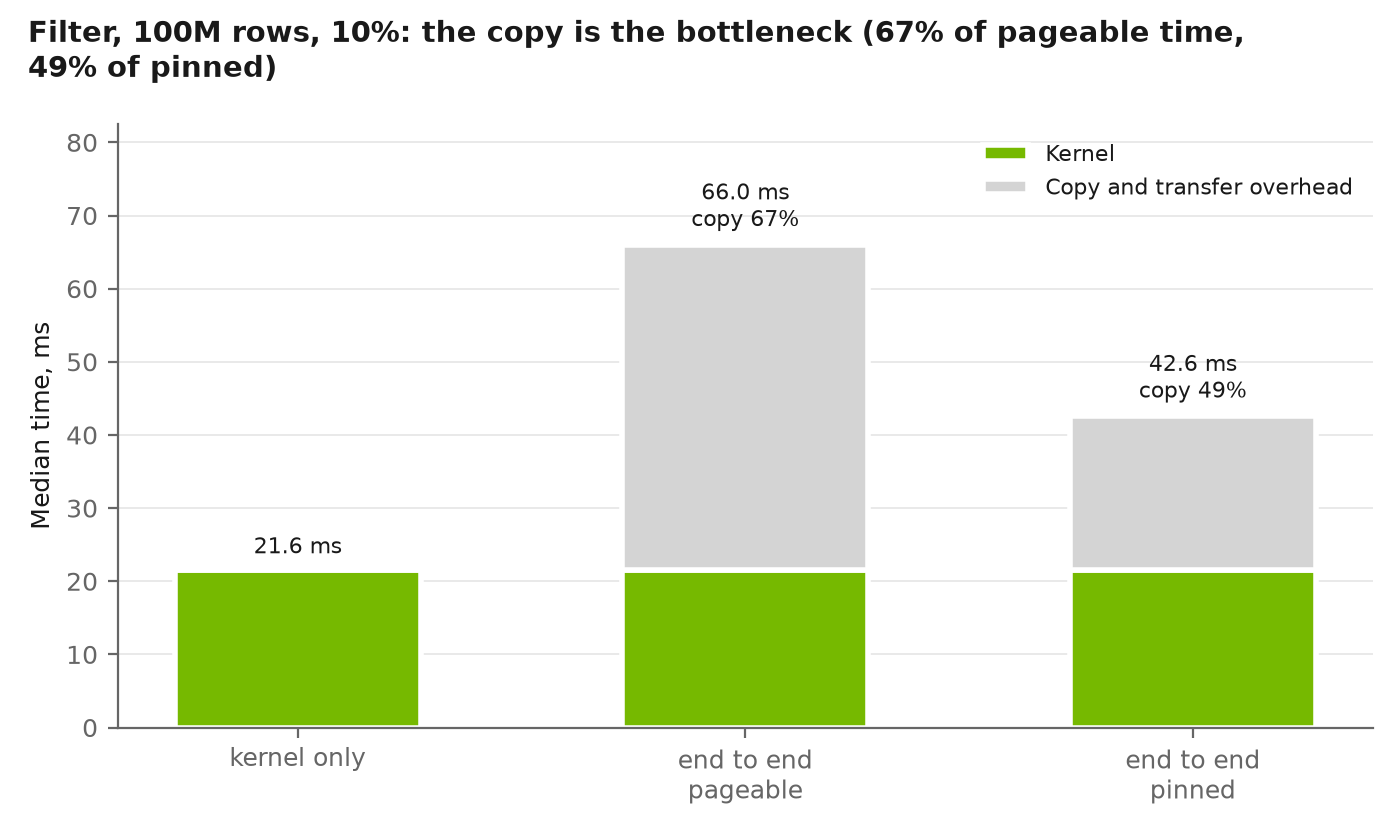 Filter, 100M rows, 10%: the copy is the bottleneck (67% of pageable time,
49% of pinned)
80
70
60
50
40
30
20
10
0
Median time, ms
Kernel
Copy and transfer overhead
21.6 ms
66.0 ms
copy 67%
42.6 ms
copy 49%
kernel only
end to end
pageable
end to end
pinned